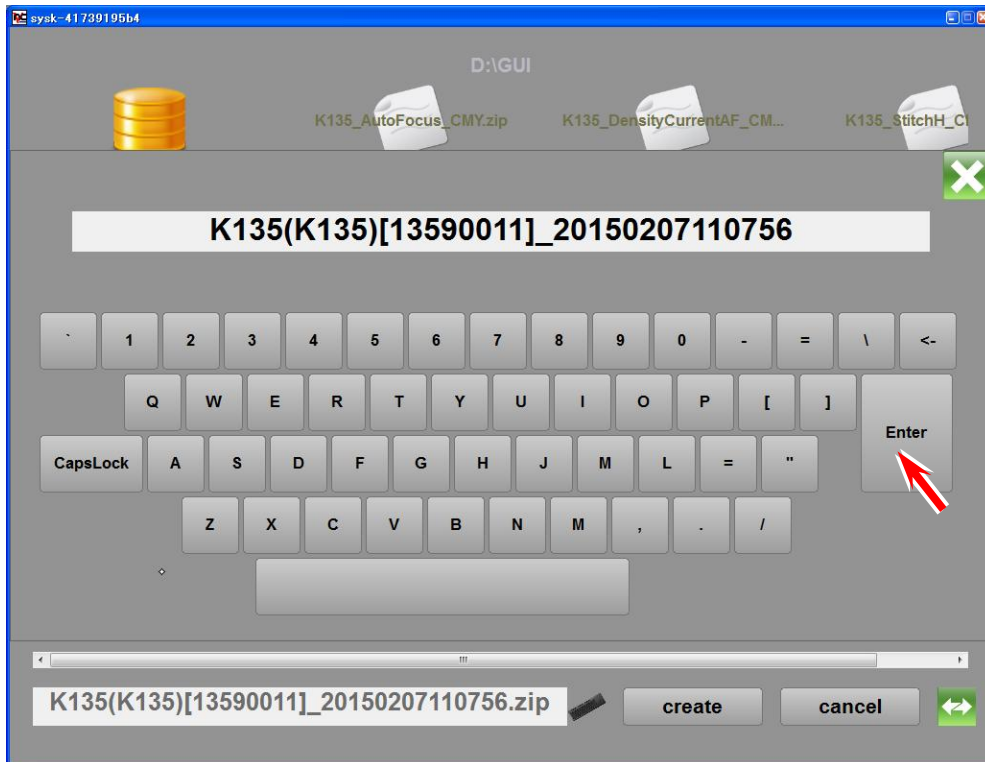 sysk-41739195b4
D:\GUI
K135_AutoFocus_CMY.zip K135_DensityCurrentAF_CM... K135_StitchH_C
K135(K135)[13590011]_20150207110756
` 1 2 3 4 5 6 7 8 9 0 - = \ <-
Q W E R T Y U I O P [ ]
Enter
CapsLock A S D F G H J M L = "
Z X C V B N M , . /
K135(K135)[13590011]_20150207110756.zip create cancel